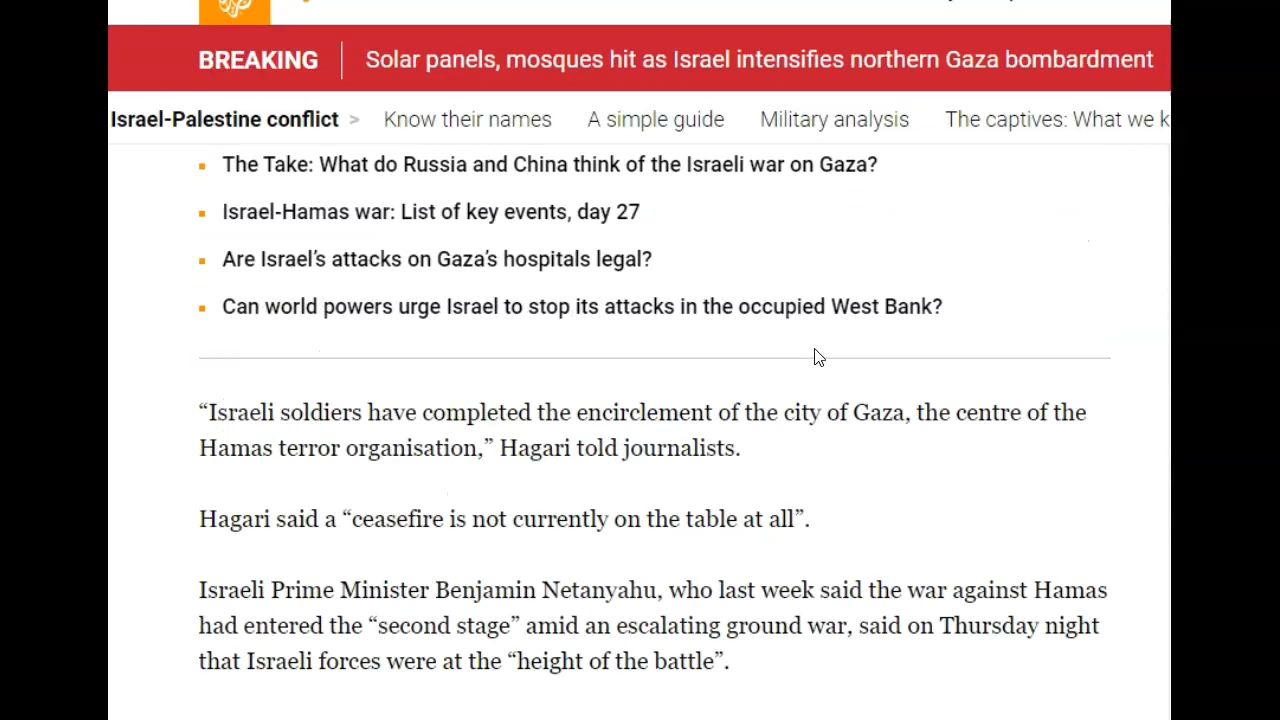 BREAKING Solar panels, mosques hit as Israel intensifies northern Gaza bombardment
Israel-Palestine conflict > Know their names A simple guide Military analysis The captives: What we k
The Take: What do Russia and China think of the Israeli war on Gaza?
Israel-Hamas war: List of key events, day 27
Are Israel’s attacks on Gaza’s hospitals legal?
Can world powers urge Israel to stop its attacks in the occupied West Bank?
“Israeli soldiers have completed the encirclement of the city of Gaza, the centre of the
Hamas terror organisation,” Hagari told journalists.
Hagari said a “ceasefire is not currently on the table at all”.
Israeli Prime Minister Benjamin Netanyahu, who last week said the war against Hamas
had entered the “second stage” amid an escalating ground war, said on Thursday night
that Israeli forces were at the “height of the battle”.